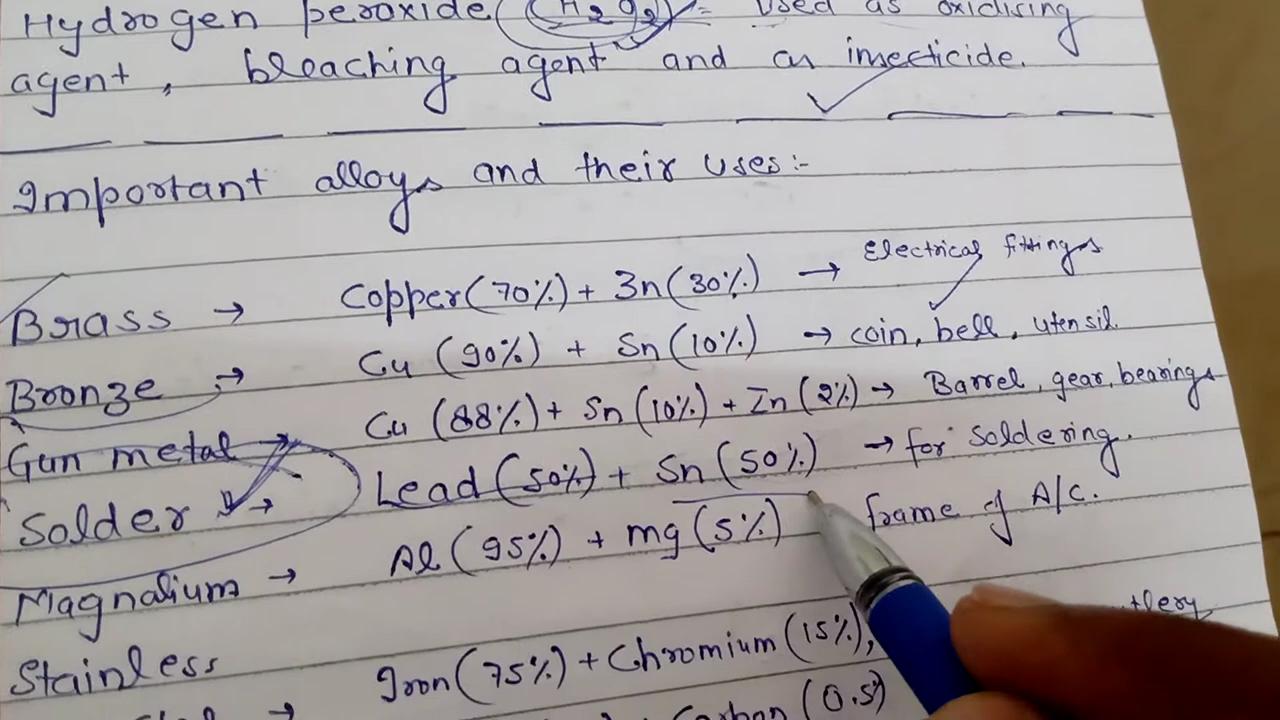 Hydrogen peroxide (H2O2) = used as oxidising
agent, bleaching agent and as insecticide.
Important alloys and their uses:-
Brass → Copper(70%) + Zn(30%) → Electrical fittings
Bronze → Cu (90%) + Sn(10%) → coin, bell, utensil.
Gun metal → Cu (88%) + Sn(10%) + Zn(2%) → Barrel, gear, bearings
Solder → Lead(50%) + Sn(50%) → for soldering.
Magnalium → Al(95%) + mg(5%) frame of A/c.
Stainless Iron(75%) + Chromium(15%),
→ Carbon (0.5)